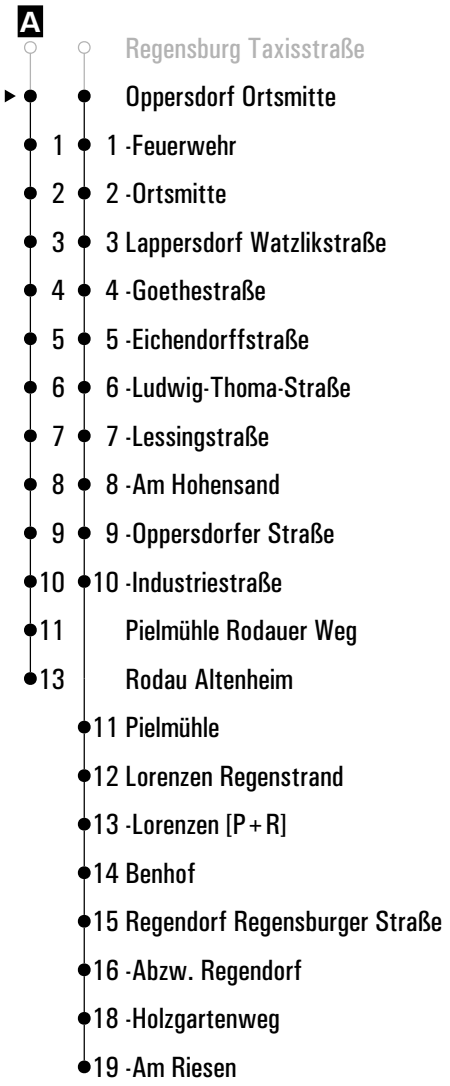 A
Regensburg Taxisstraße
Oppersdorf Ortsmitte
1 1 -Feuerwehr
2 2 -Ortsmitte
3 3 Lappersdorf Watzlikstraße
4 4 -Goethestraße
5 5 -Eichendorffstraße
6 6 -Ludwig-Thoma-Straße
7 7 -Lessingstraße
8 8 -Am Hohensand
9 9 -Oppersdorfer Straße
10 10 -Industriestraße
11 Pielmühle Rodauer Weg
13 Rodau Altenheim
11 Pielmühle
12 Lorenzen Regenstrand
13 -Lorenzen [P+R]
14 Benhof
15 Regendorf Regensburger Straße
16 -Abzw. Regendorf
18 -Holzgartenweg
19 -Am Riesen